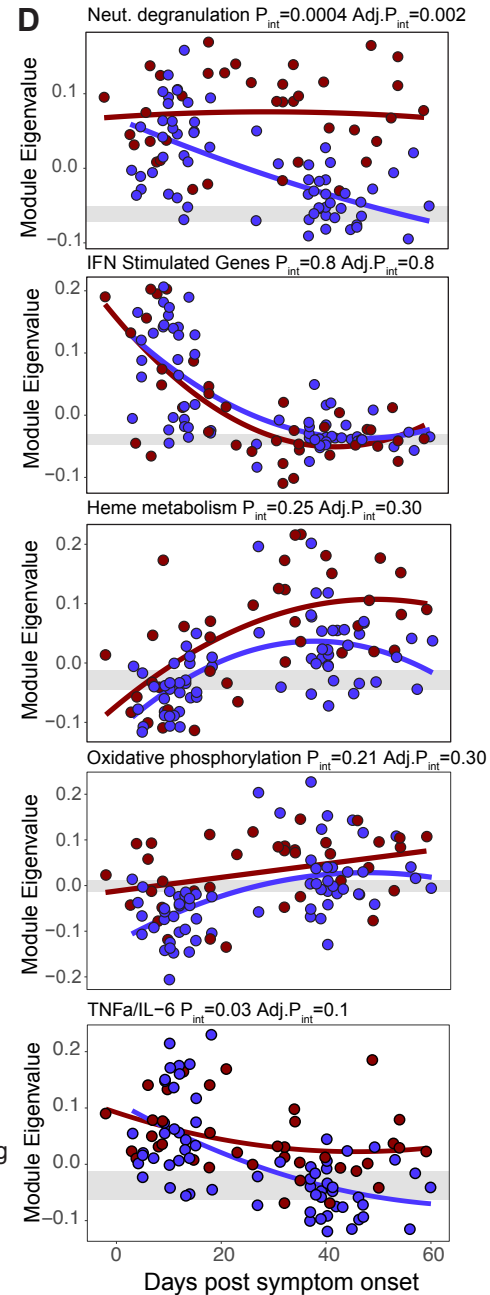 D
Neut. degranulation P_int=0.0004 Adj.P_int=0.002
Module Eigenvalue
0.1
0.0
−0.1
IFN Stimulated Genes P_int=0.8 Adj.P_int=0.8
Module Eigenvalue
0.2
0.1
0.0
−0.1
Heme metabolism P_int=0.25 Adj.P_int=0.30
Module Eigenvalue
0.2
0.1
0.0
−0.1
Oxidative phosphorylation P_int=0.21 Adj.P_int=0.30
Module Eigenvalue
0.2
0.1
0.0
−0.1
−0.2
TNFa/IL−6 P_int=0.03 Adj.P_int=0.1
Module Eigenvalue
0.2
0.1
0.0
−0.1
g
0 20 40 60
Days post symptom onset